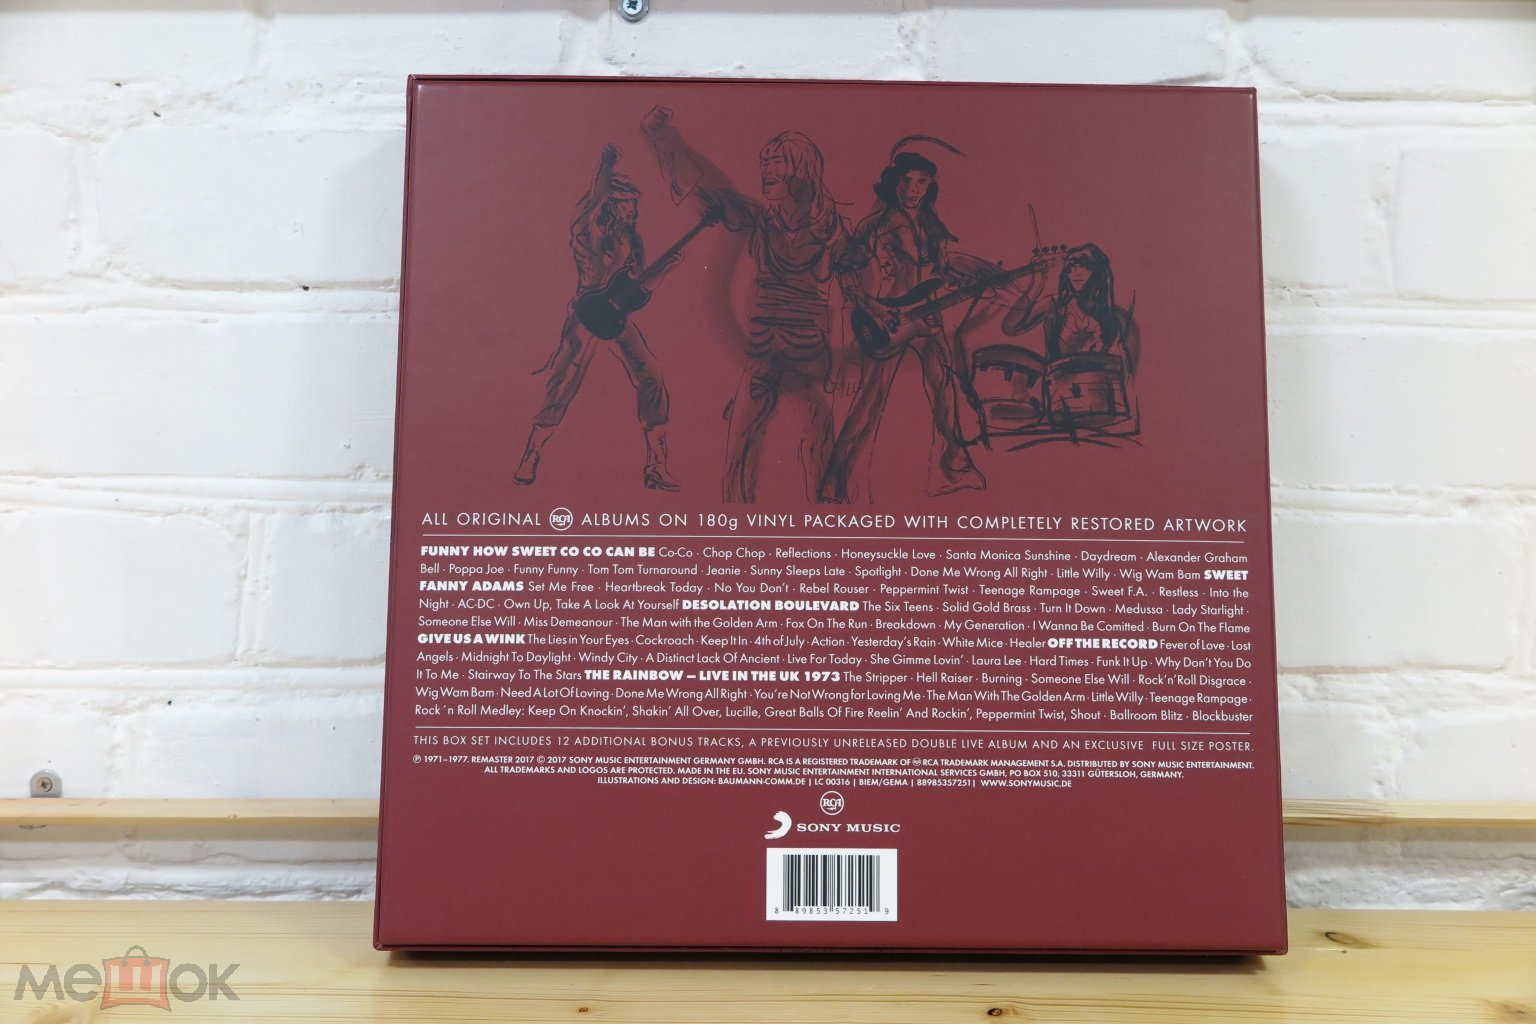 ALL ORIGINAL RCA ALBUMS ON 180g VINYL PACKAGED WITH COMPLETELY RESTORED ARTWORK
FUNNY HOW SWEET CO CO CAN BE Co-Co · Chop Chop · Reflections · Honeysuckle Love · Santa Monica Sunshine · Daydream · Alexander Graham
Bell · Poppa Joe · Funny Funny · Tom Tom Turnaround · Jeanie · Sunny Sleeps Late · Spotlight · Done Me Wrong All Right · Little Willy · Wig Wam Bam SWEET
FANNY ADAMS Set Me Free · Heartbreak Today · No You Don't · Rebel Rouser · Peppermint Twist · Teenage Rampage · Sweet F.A. · Restless · Into the
Night · AC-DC · Own Up, Take A Look At Yourself DESOLATION BOULEVARD The Six Teens · Solid Gold Brass · Turn It Down · Medussa · Lady Starlight ·
Someone Else Will · Miss Demeanour · The Man with the Golden Arm · Fox On The Run · Breakdown · My Generation · I Wanna Be Comitted · Burn On The Flame
GIVE US A WINK The Lies in Your Eyes · Cockroach · Keep It In · 4th of July · Action · Yesterday's Rain · White Mice · Healer OFF THE RECORD Fever of Love · Lost
Angels · Midnight To Daylight · Windy City · A Distinct Lack Of Ancient · Live For Today · She Gimme Lovin' · Laura Lee · Hard Times · Funk It Up · Why Don't You Do
It To Me · Stairway To The Stars THE RAINBOW – LIVE IN THE UK 1973 The Stripper · Hell Raiser · Burning · Someone Else Will · Rock'n'Roll Disgrace ·
Wig Wam Bam · Need A Lot Of Loving · Done Me Wrong All Right · You're Not Wrong for Loving Me · The Man With The Golden Arm · Little Willy · Teenage Rampage ·
Rock ´n Roll Medley: Keep On Knockin', Shakin' All Over, Lucille, Great Balls Of Fire Reelin' And Rockin', Peppermint Twist, Shout · Ballroom Blitz · Blockbuster
THIS BOX SET INCLUDES 12 ADDITIONAL BONUS TRACKS, A PREVIOUSLY UNRELEASED DOUBLE LIVE ALBUM AND AN EXCLUSIVE FULL SIZE POSTER.
℗ 1971–1977. REMASTER 2017 © 2017 SONY MUSIC ENTERTAINMENT GERMANY GMBH. RCA IS A REGISTERED TRADEMARK OF RCA TRADEMARK MANAGEMENT S.A. DISTRIBUTED BY SONY MUSIC ENTERTAINMENT.
ALL TRADEMARKS AND LOGOS ARE PROTECTED. MADE IN THE EU. SONY MUSIC ENTERTAINMENT INTERNATIONAL SERVICES GMBH, PO BOX 510, 33311 GÜTERSLOH, GERMANY.
ILLUSTRATIONS AND DESIGN: BAUMANN-COMM.DE | LC 00316 | BIEM/GEMA | 88985357251 | WWW.SONYMUSIC.DE
RCA
SONY MUSIC
8 89853 57251 9
мешок